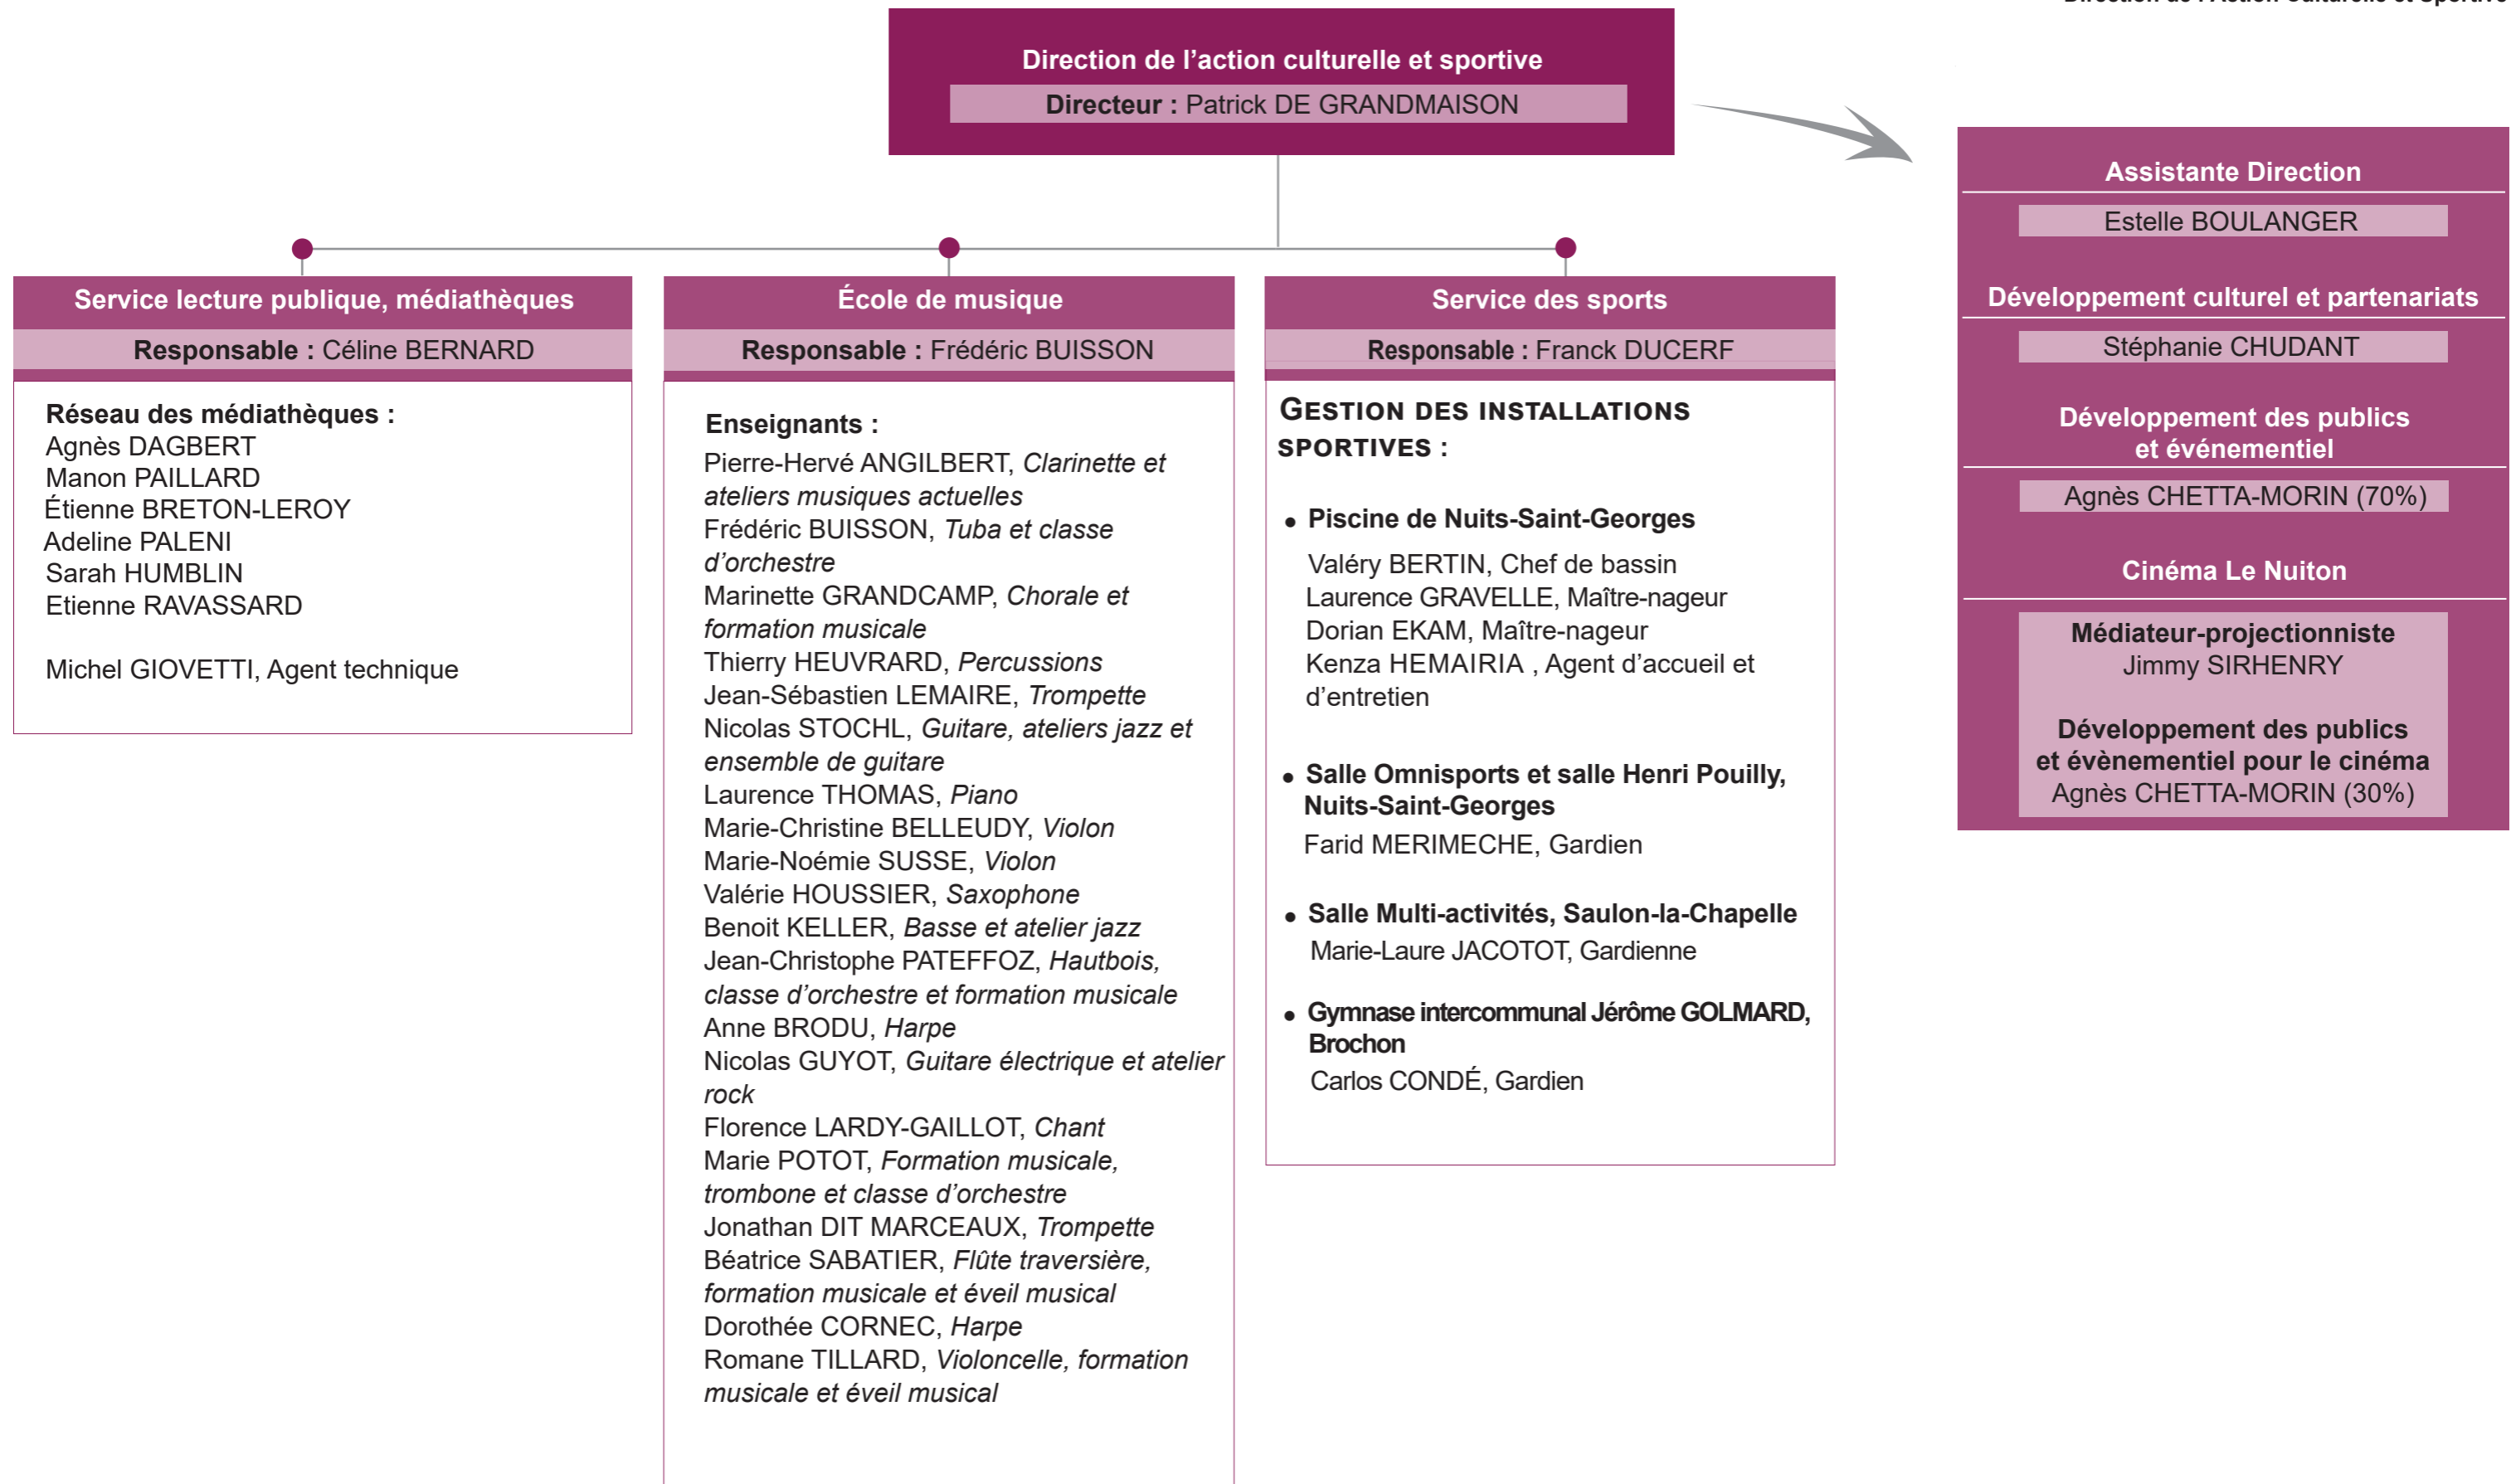 Direction de l'Action Culturelle et Sportive
Direction de l'action culturelle et sportive
Directeur : Patrick DE GRANDMAISON
Assistante Direction
Estelle BOULANGER
Développement culturel et partenariats
Stéphanie CHUDANT
Développement des publics
et événementiel
Agnès CHETTA-MORIN (70%)
Cinéma Le Nuiton
Médiateur-projectionniste
Jimmy SIRHENRY
Développement des publics
et évènementiel pour le cinéma
Agnès CHETTA-MORIN (30%)
Service lecture publique, médiathèques
Responsable : Céline BERNARD
Réseau des médiathèques :
Agnès DAGBERT
Manon PAILLARD
Étienne BRETON-LEROY
Adeline PALENI
Sarah HUMBLIN
Etienne RAVASSARD
Michel GIOVETTI, Agent technique
École de musique
Responsable : Frédéric BUISSON
Enseignants :
Pierre-Hervé ANGILBERT, Clarinette et
ateliers musiques actuelles
Frédéric BUISSON, Tuba et classe
d'orchestre
Marinette GRANDCAMP, Chorale et
formation musicale
Thierry HEUVRARD, Percussions
Jean-Sébastien LEMAIRE, Trompette
Nicolas STOCHL, Guitare, ateliers jazz et
ensemble de guitare
Laurence THOMAS, Piano
Marie-Christine BELLEUDY, Violon
Marie-Noémie SUSSE, Violon
Valérie HOUSSIER, Saxophone
Benoit KELLER, Basse et atelier jazz
Jean-Christophe PATEFFOZ, Hautbois,
classe d'orchestre et formation musicale
Anne BRODU, Harpe
Nicolas GUYOT, Guitare électrique et atelier
rock
Florence LARDY-GAILLOT, Chant
Marie POTOT, Formation musicale,
trombone et classe d'orchestre
Jonathan DIT MARCEAUX, Trompette
Béatrice SABATIER, Flûte traversière,
formation musicale et éveil musical
Dorothée CORNEC, Harpe
Romane TILLARD, Violoncelle, formation
musicale et éveil musical
Service des sports
Responsable : Franck DUCERF
GESTION DES INSTALLATIONS
SPORTIVES :
• Piscine de Nuits-Saint-Georges
Valéry BERTIN, Chef de bassin
Laurence GRAVELLE, Maître-nageur
Dorian EKAM, Maître-nageur
Kenza HEMAIRIA , Agent d'accueil et
d'entretien
• Salle Omnisports et salle Henri Pouilly,
Nuits-Saint-Georges
Farid MERIMECHE, Gardien
• Salle Multi-activités, Saulon-la-Chapelle
Marie-Laure JACOTOT, Gardienne
• Gymnase intercommunal Jérôme GOLMARD,
Brochon
Carlos CONDÉ, Gardien